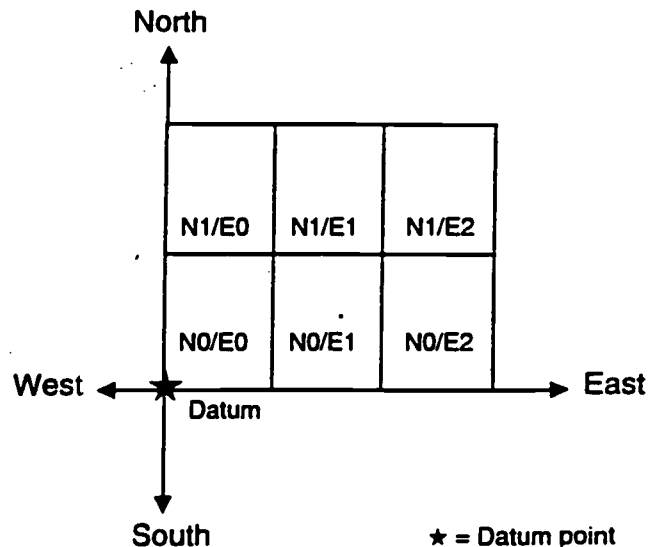 North
N1/E0 N1/E1 N1/E2
N0/E0 N0/E1 N0/E2
West East
Datum
South
★ = Datum point